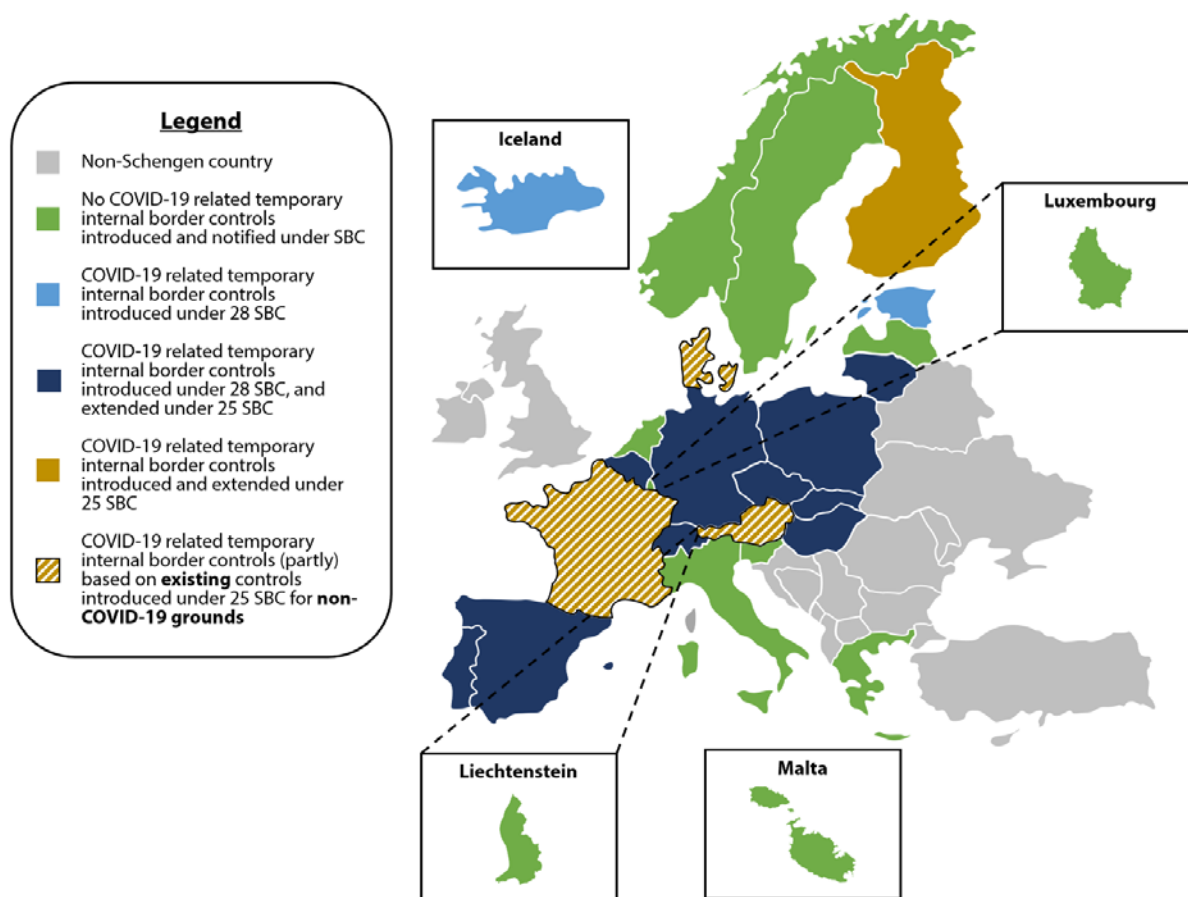 Legend
Non-Schengen country
No COVID-19 related temporary
internal border controls
introduced and notified under SBC
COVID-19 related temporary
internal border controls
introduced under 28 SBC
COVID-19 related temporary
internal border controls
introduced under 28 SBC, and
extended under 25 SBC
COVID-19 related temporary
internal border controls
introduced and extended under
25 SBC
COVID-19 related temporary
internal border controls (partly)
based on existing controls
introduced under 25 SBC for non-
COVID-19 grounds
Iceland
Luxembourg
Liechtenstein
Malta